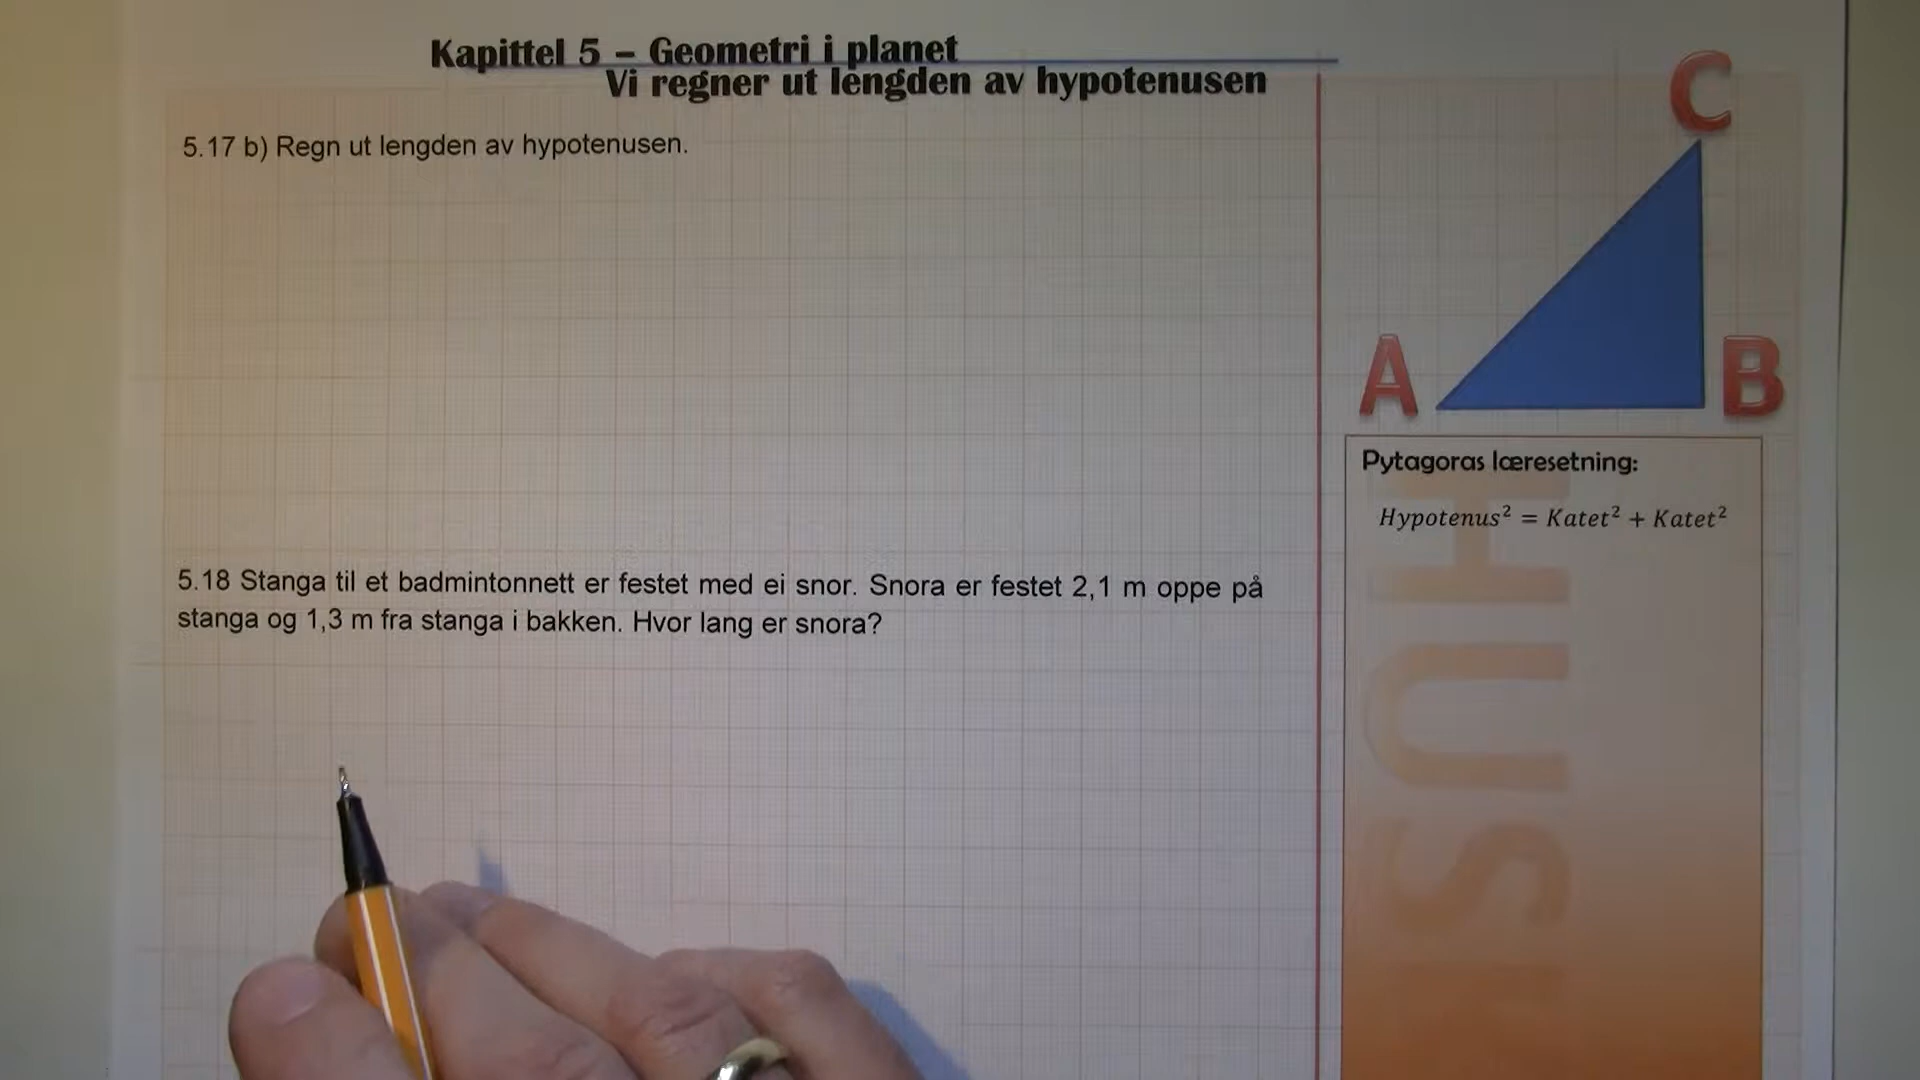 Kapittel 5 – Geometri i planet
Vi regner ut lengden av hypotenusen
5.17 b) Regn ut lengden av hypotenusen.
C
A
B
Pytagoras læresetning:
Hypotenus² = Katet² + Katet²
HUS
5.18 Stanga til et badmintonnett er festet med ei snor. Snora er festet 2,1 m oppe på
stanga og 1,3 m fra stanga i bakken. Hvor lang er snora?